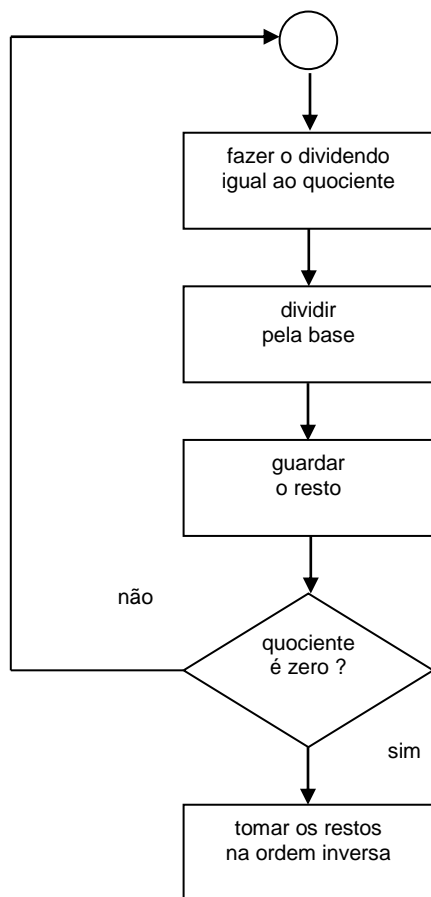 fazer o dividendo
igual ao quociente
dividir
pela base
guardar
o resto
não
quociente
é zero ?
sim
tomar os restos
na ordem inversa